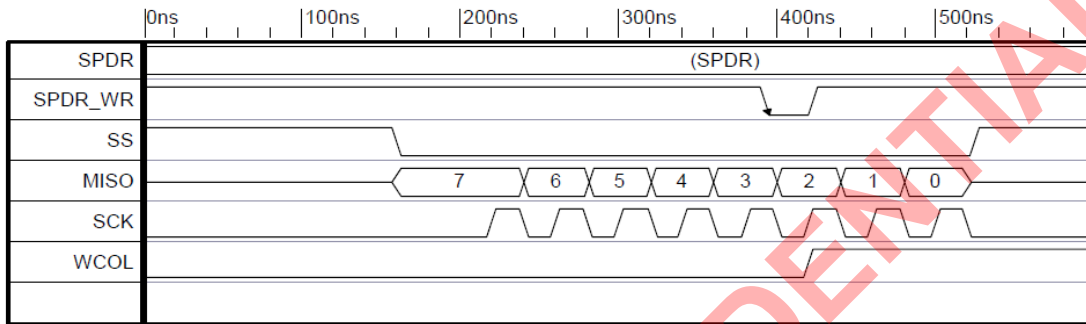 0ns 100ns 200ns 300ns 400ns 500ns
SPDR (SPDR)
SPDR_WR
SS
MISO 7 6 5 4 3 2 1 0
SCK
WCOL
DENTIAL